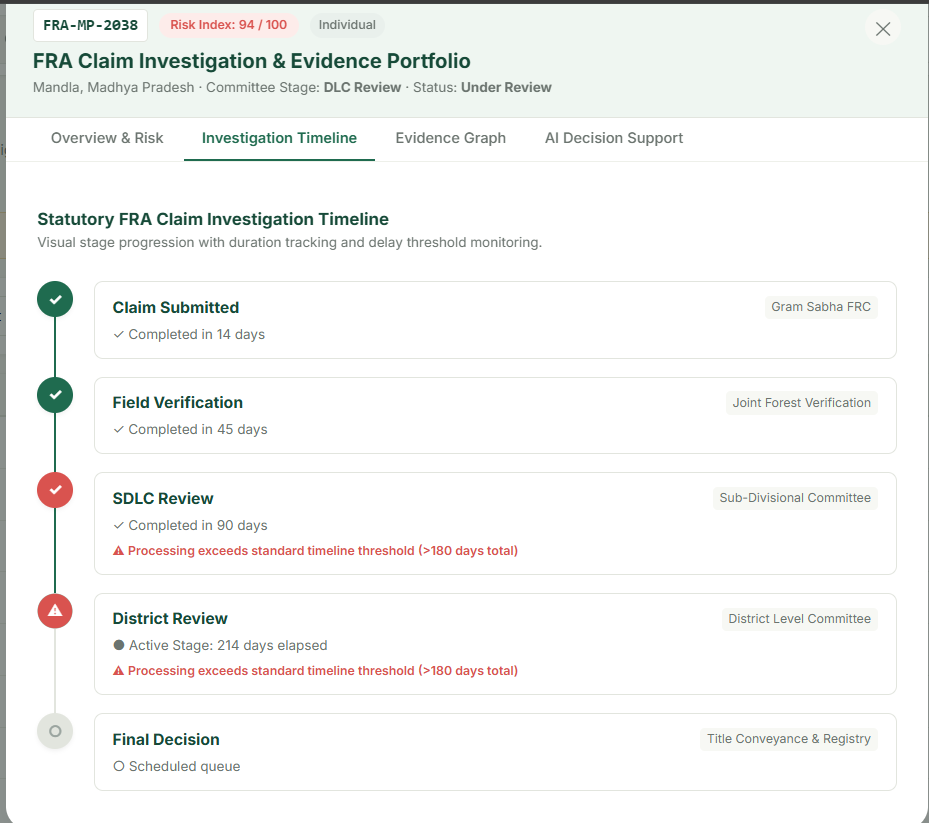 FRA-MP-2038 Risk Index: 94 / 100 Individual
FRA Claim Investigation & Evidence Portfolio
Mandla, Madhya Pradesh · Committee Stage: DLC Review · Status: Under Review
Overview & Risk Investigation Timeline Evidence Graph AI Decision Support
Statutory FRA Claim Investigation Timeline
Visual stage progression with duration tracking and delay threshold monitoring.
Claim Submitted Gram Sabha FRC
✓ Completed in 14 days
Field Verification Joint Forest Verification
✓ Completed in 45 days
SDLC Review Sub-Divisional Committee
✓ Completed in 90 days
⚠ Processing exceeds standard timeline threshold (>180 days total)
District Review District Level Committee
● Active Stage: 214 days elapsed
⚠ Processing exceeds standard timeline threshold (>180 days total)
Final Decision Title Conveyance & Registry
○ Scheduled queue